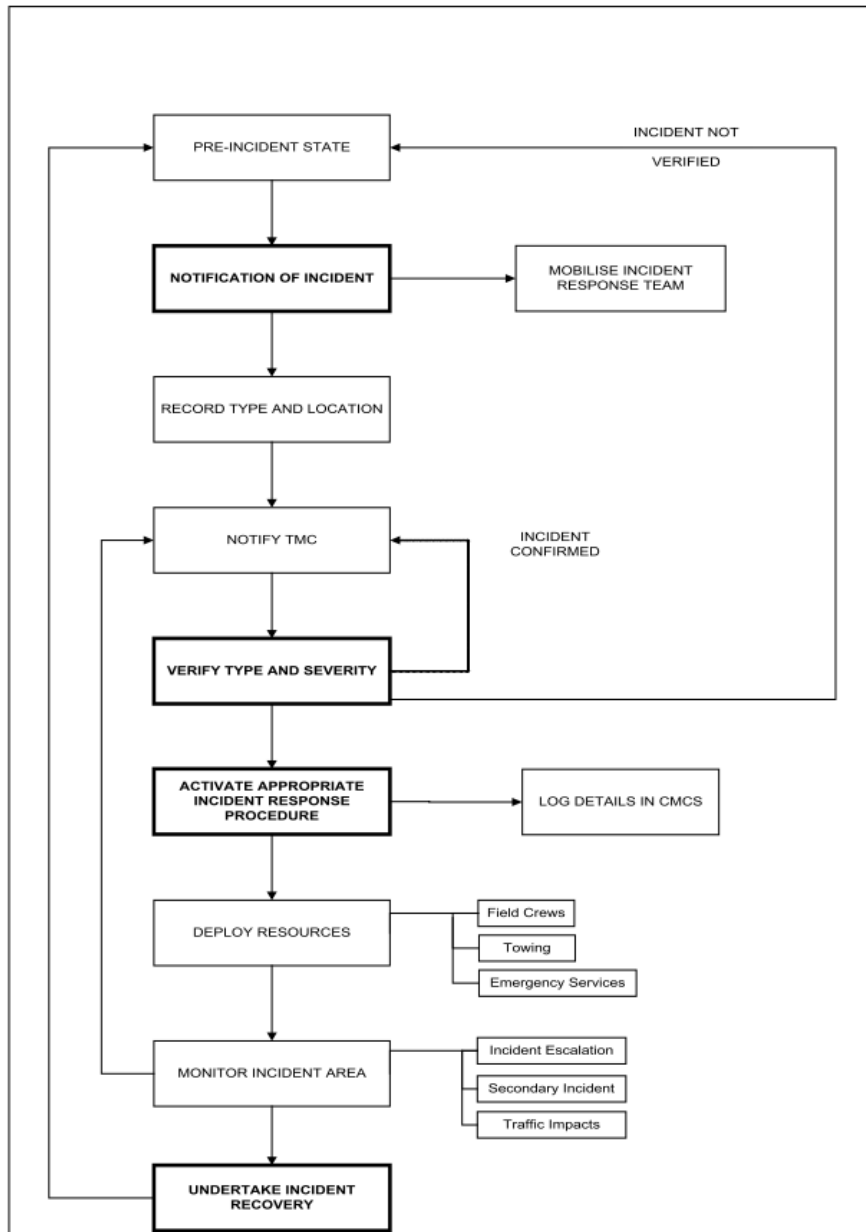 INCIDENT NOT
VERIFIED
PRE-INCIDENT STATE
NOTIFICATION OF INCIDENT
MOBILISE INCIDENT
RESPONSE TEAM
RECORD TYPE AND LOCATION
NOTIFY TMC
INCIDENT
CONFIRMED
VERIFY TYPE AND SEVERITY
ACTIVATE APPROPRIATE
INCIDENT RESPONSE
PROCEDURE
LOG DETAILS IN CMCS
DEPLOY RESOURCES
Field Crews
Towing
Emergency Services
MONITOR INCIDENT AREA
Incident Escalation
Secondary Incident
Traffic Impacts
UNDERTAKE INCIDENT
RECOVERY